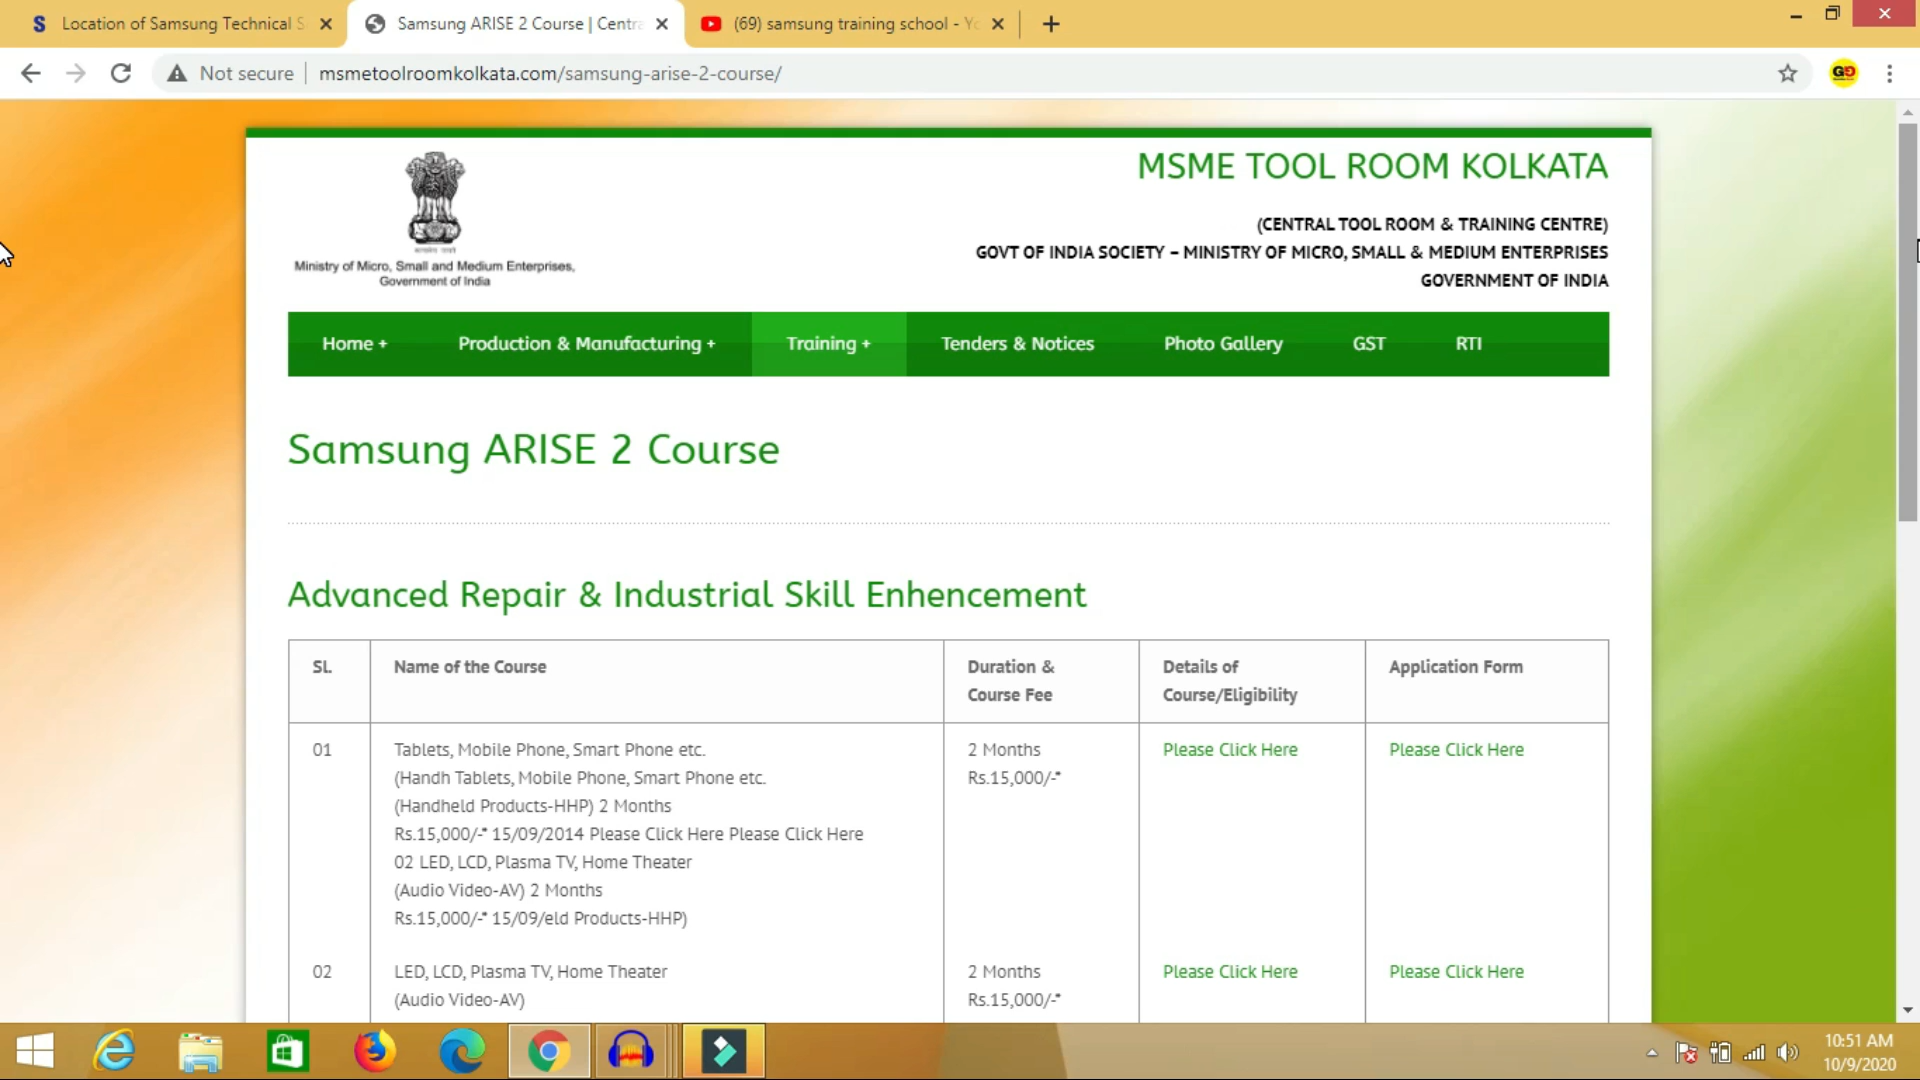 Location of Samsung Technical S
Samsung ARISE 2 Course | Centra
(69) samsung training school - Yo
Not secure
msmetoolroomkolkata.com/samsung-arise-2-course/
Ministry of Micro, Small and Medium Enterprises,
Government of India
MSME TOOL ROOM KOLKATA
(CENTRAL TOOL ROOM & TRAINING CENTRE)
GOVT OF INDIA SOCIETY – MINISTRY OF MICRO, SMALL & MEDIUM ENTERPRISES
GOVERNMENT OF INDIA
Home + Production & Manufacturing + Training + Tenders & Notices Photo Gallery GST RTI
Samsung ARISE 2 Course
Advanced Repair & Industrial Skill Enhencement
SL. Name of the Course Duration & Details of Application Form
Course Fee Course/Eligibility
01 Tablets, Mobile Phone, Smart Phone etc. 2 Months Please Click Here Please Click Here
(Handh Tablets, Mobile Phone, Smart Phone etc. Rs.15,000/-*
(Handheld Products-HHP) 2 Months
Rs.15,000/-* 15/09/2014 Please Click Here Please Click Here
02 LED, LCD, Plasma TV, Home Theater
(Audio Video-AV) 2 Months
Rs.15,000/-* 15/09/eld Products-HHP)
02 LED, LCD, Plasma TV, Home Theater 2 Months Please Click Here Please Click Here
(Audio Video-AV) Rs.15,000/-*
10:51 AM
10/9/2020